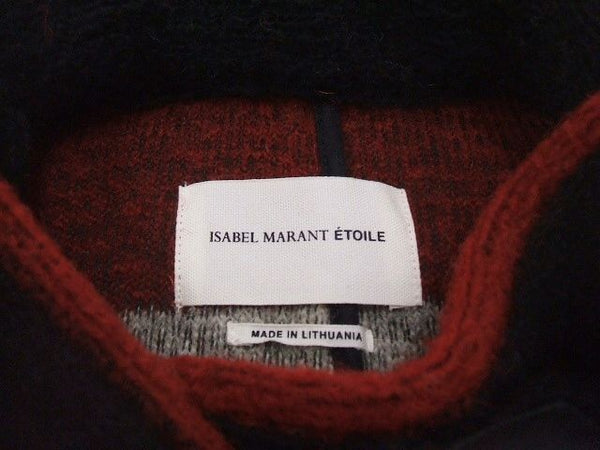 ISABEL MARANT ÉTOILE
MADE IN LITHUANIA